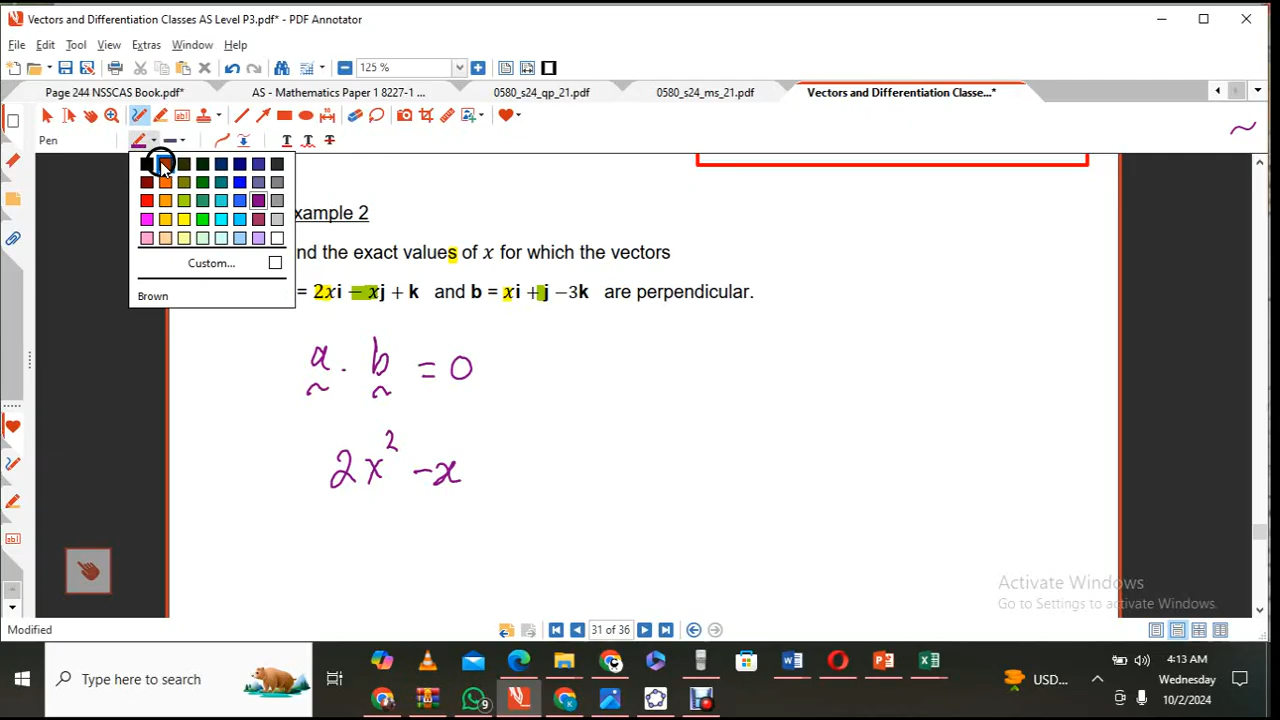 Vectors and Differentiation Classes AS Level P3.pdf* - PDF Annotator
File Edit Tool View Extras Window Help
125 %
Page 244 NSSCAS Book.pdf* AS - Mathematics Paper 1 8227-1 ... 0580_s24_qp_21.pdf 0580_s24_ms_21.pdf Vectors and Differentiation Classe...*
Pen
xample 2
nd the exact values of x for which the vectors
= 2xi − xj + k and b = xi + j −3k are perpendicular.
Custom...
Brown
a . b = 0
2x² -x
Activate Windows
Go to Settings to activate Windows.
Modified
31 of 36
Type here to search
USD...
4:13 AM
Wednesday
10/2/2024
9